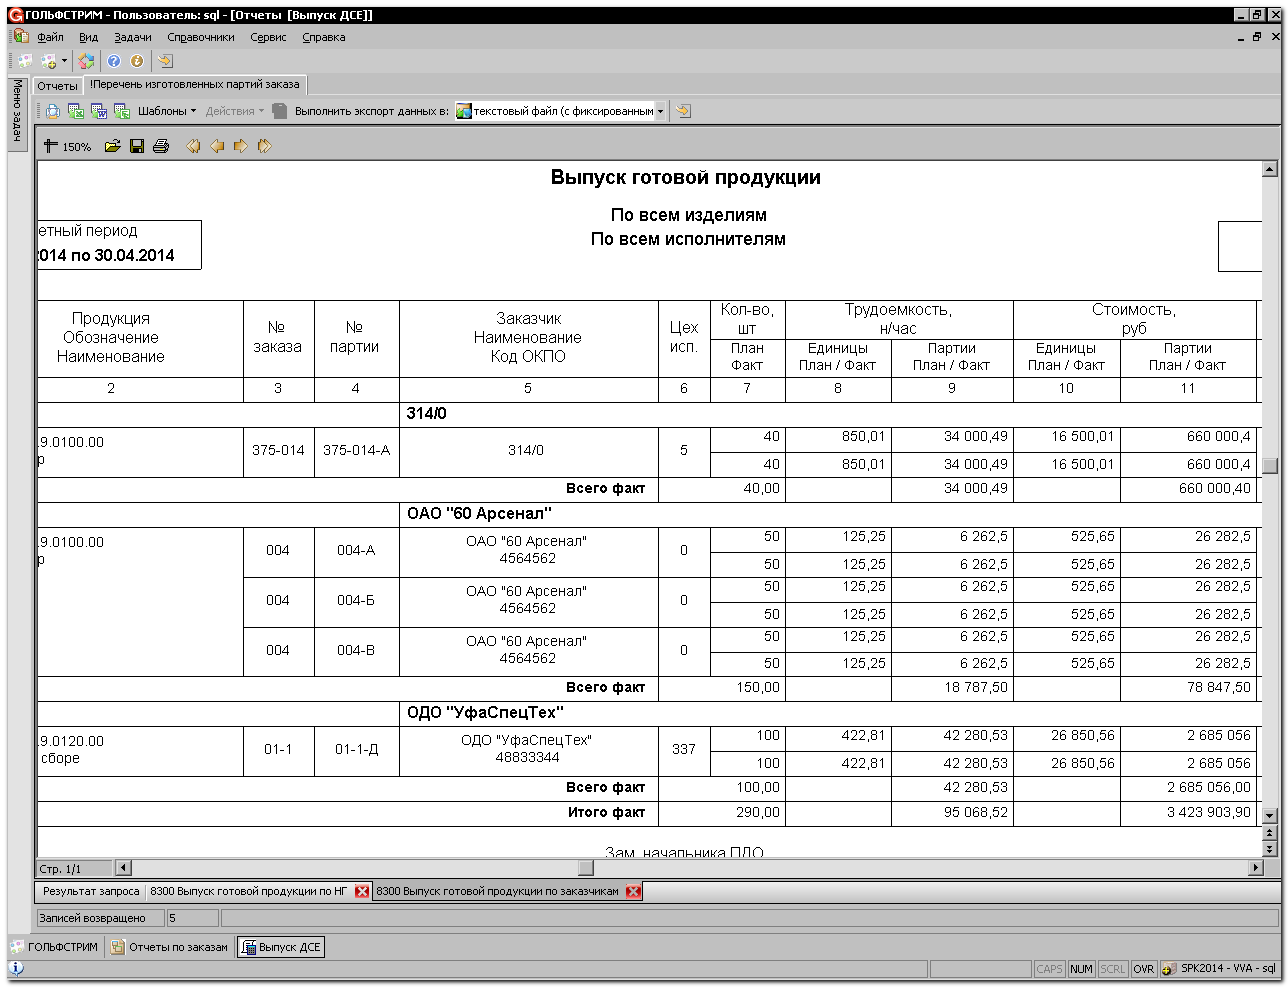 ГОЛЬФСТРИМ - Пользователь: sql - [Отчеты [Выпуск ДСЕ]]
Файл Вид Задачи Справочники Сервис Справка
Меню задач
Отчеты !Перечень изготовленных партий заказа
Шаблоны Действия Выполнить экспорт данных в: текстовый файл (с фиксированным
150%
Выпуск готовой продукции
По всем изделиям
По всем исполнителям
етный период
2014 по 30.04.2014
Продукция Обозначение Наименование № заказа № партии Заказчик Наименование Код ОКПО Цех исп. Кол-во, шт Трудоемкость, н/час Стоимость, руб
План Факт Единицы План / Факт Партии План / Факт Единицы План / Факт Партии План / Факт
2 3 4 5 6 7 8 9 10 11
314/0
.9.0100.00 р 375-014 375-014-А 314/0 5 40 850,01 34 000,49 16 500,01 660 000,4
40 850,01 34 000,49 16 500,01 660 000,4
Всего факт 40,00 34 000,49 660 000,40
ОАО "60 Арсенал"
.9.0100.00 р 004 004-А ОАО "60 Арсенал" 4564562 0 50 125,25 6 262,5 525,65 26 282,5
50 125,25 6 262,5 525,65 26 282,5
004 004-Б ОАО "60 Арсенал" 4564562 0 50 125,25 6 262,5 525,65 26 282,5
50 125,25 6 262,5 525,65 26 282,5
004 004-В ОАО "60 Арсенал" 4564562 0 50 125,25 6 262,5 525,65 26 282,5
50 125,25 6 262,5 525,65 26 282,5
Всего факт 150,00 18 787,50 78 847,50
ОДО "УфаСпецТех"
.9.0120.00 сборе 01-1 01-1-Д ОДО "УфаСпецТех" 48833344 337 100 422,81 42 280,53 26 850,56 2 685 056
100 422,81 42 280,53 26 850,56 2 685 056
Всего факт 100,00 42 280,53 2 685 056,00
Итого факт 290,00 95 068,52 3 423 903,90
Зам. начальника ПДО
Стр. 1/1
Результат запроса 8300 Выпуск готовой продукции по НГ 8300 Выпуск готовой продукции по заказчикам
Записей возвращено 5
ГОЛЬФСТРИМ Отчеты по заказам Выпуск ДСЕ
CAPS NUM SCRL OVR SPK2014 - VVA - sql